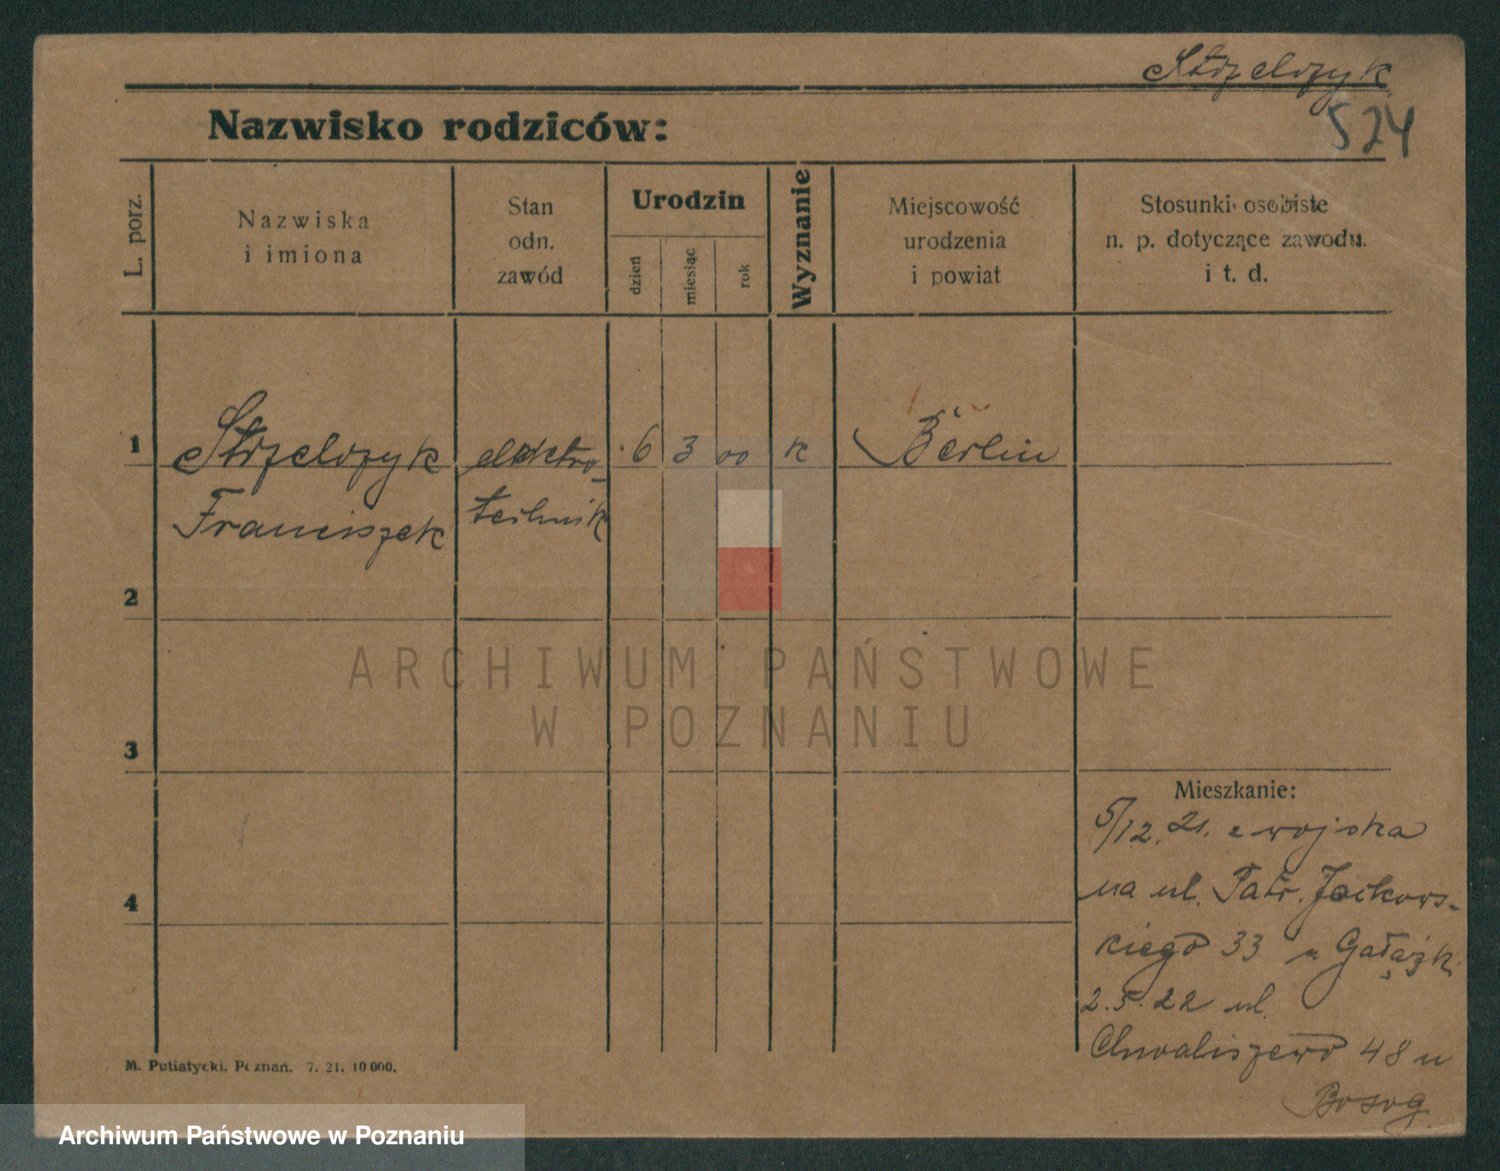 Strzelczyk
524
Nazwisko rodziców:
L. porz.
Nazwiska
i imiona
Stan
odn.
zawód
Urodzin
dzień
miesiąc
rok
Wyznanie
Miejscowość
urodzenia
i powiat
Stosunki osobiste
n. p. dotyczące zawodu.
i t. d.
1 Strzelczyk elektro- 6 3 00 k Berlin
Franciszek technik
2
3
4
Mieszkanie:
5/12. 21. z wojska
na ul. Patr. Jackows-
kiego 33 u Gałązk.
2.5.22 ul.
Chwaliszewo 48 u
M. Putiatycki, Poznań. 7. 21. 10 000.
ARCHIWUM PAŃSTWOWE
W POZNANIU
Archiwum Państwowe w Poznaniu